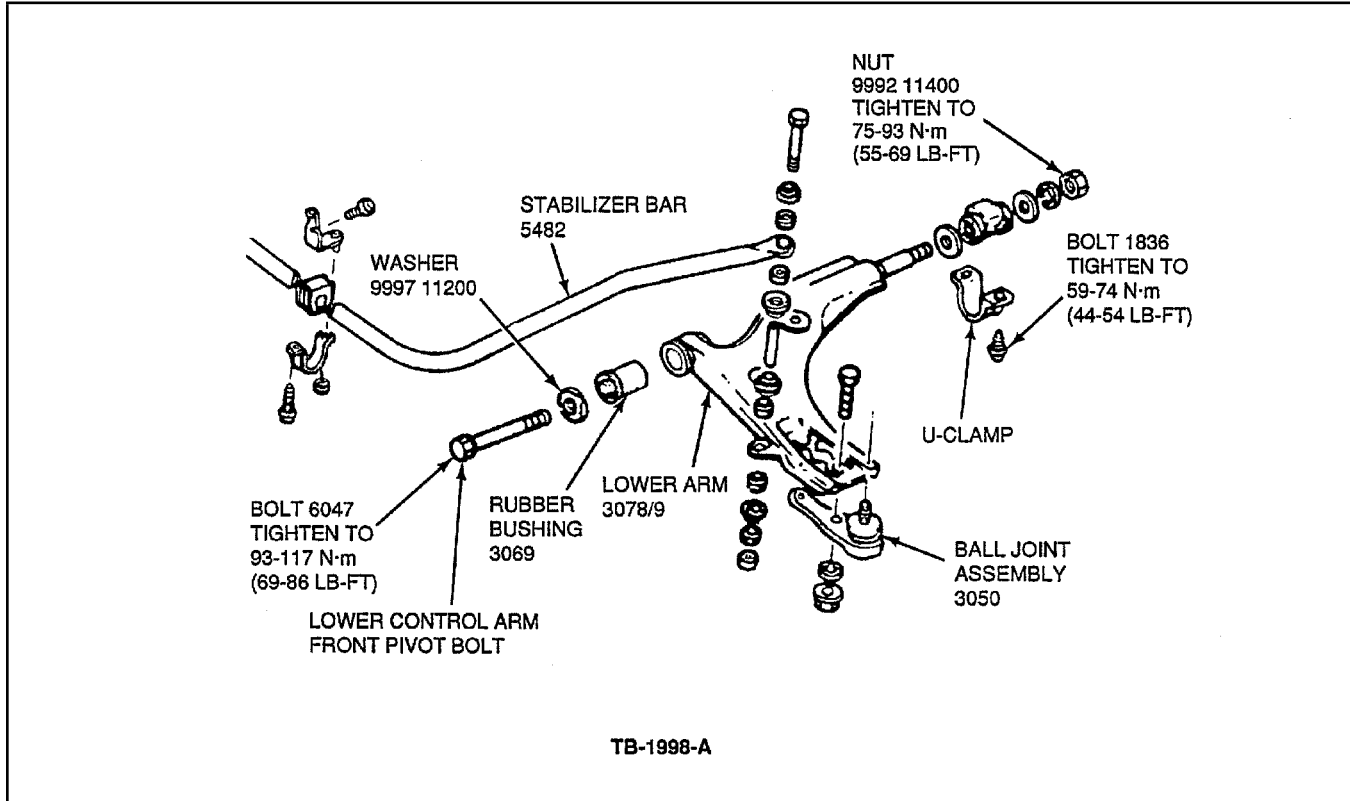 NUT
9992 11400
TIGHTEN TO
75-93 N·m
(55-69 LB-FT)
STABILIZER BAR
5482
WASHER
9997 11200
BOLT 1836
TIGHTEN TO
59-74 N·m
(44-54 LB-FT)
U-CLAMP
BOLT 6047
TIGHTEN TO
93-117 N·m
(69-86 LB-FT)
RUBBER
BUSHING
3069
LOWER ARM
3078/9
BALL JOINT
ASSEMBLY
3050
LOWER CONTROL ARM
FRONT PIVOT BOLT
TB-1998-A